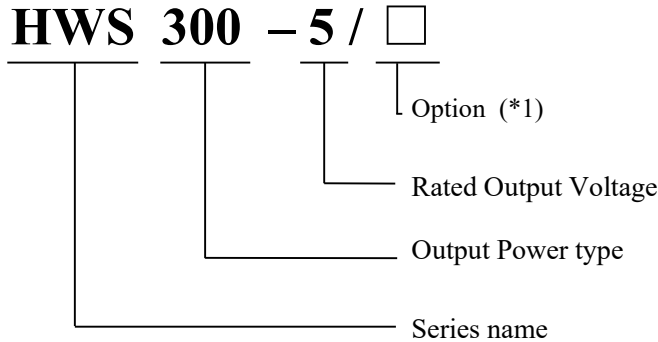 HWS 300 – 5 / □
Option (*1)
Rated Output Voltage
Output Power type
Series name